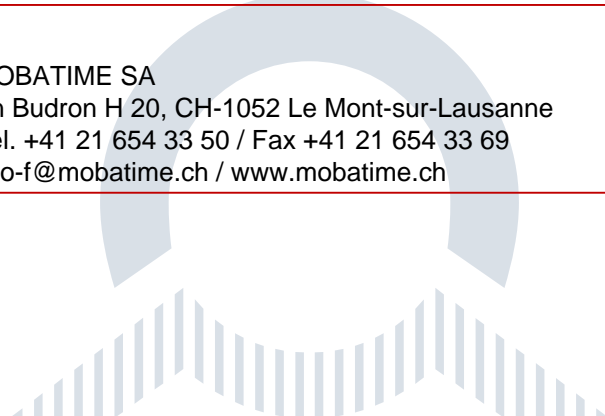 OBATIME SA
n Budron H 20, CH-1052 Le Mont-sur-Lausanne
el. +41 21 654 33 50 / Fax +41 21 654 33 69
o-f@mobatime.ch / www.mobatime.ch